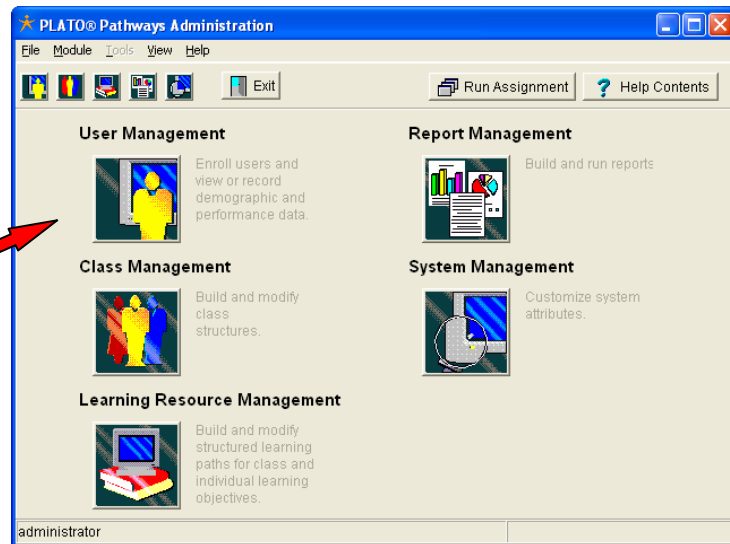 PLATO® Pathways Administration
File Module Tools View Help
Exit
Run Assignment
Help Contents
User Management
Enroll users and
view or record
demographic and
performance data.
Report Management
Build and run reports
Class Management
Build and modify
class
structures.
System Management
Customize system
attributes.
Learning Resource Management
Build and modify
structured learning
paths for class and
individual learning
objectives.
administrator